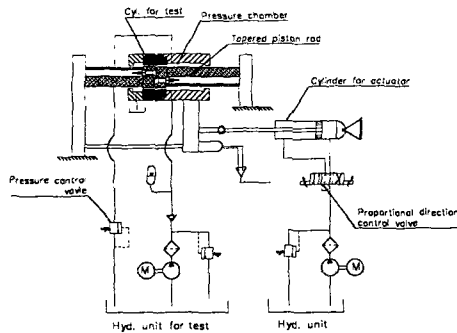 Cyl. for test
Pressure chamber
Tapered piston rod
Cylinder for actuator
Pressure control
valve
Proportional direction
control valve
M
M
Hyd. unit for test
Hyd. unit